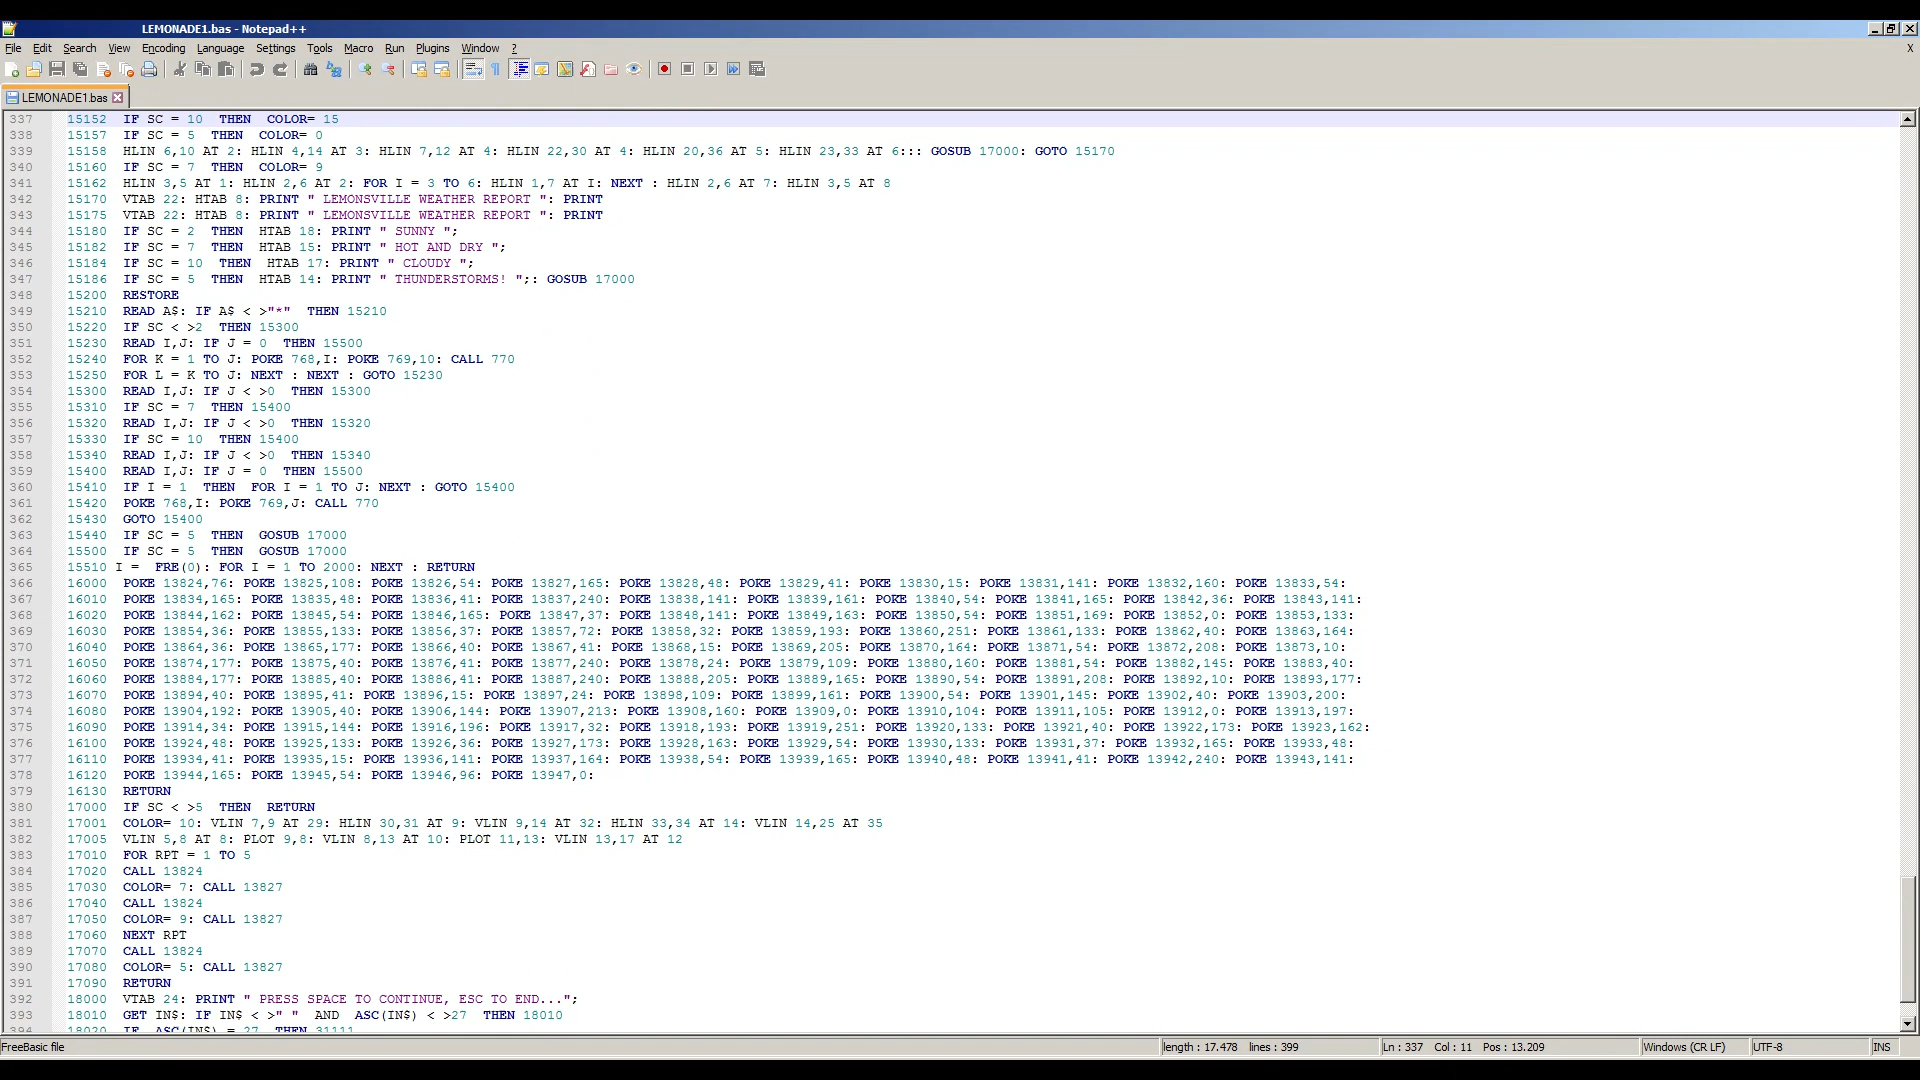 LEMONADE1.bas - Notepad++
File Edit Search View Encoding Language Settings Tools Macro Run Plugins Window ? X
LEMONADE1.bas
337 15152 IF SC = 10 THEN COLOR= 15
338 15157 IF SC = 5 THEN COLOR= 0
339 15158 HLIN 6,10 AT 2: HLIN 4,14 AT 3: HLIN 7,12 AT 4: HLIN 22,30 AT 4: HLIN 20,36 AT 5: HLIN 23,33 AT 6::: GOSUB 17000: GOTO 15170
340 15160 IF SC = 7 THEN COLOR= 9
341 15162 HLIN 3,5 AT 1: HLIN 2,6 AT 2: FOR I = 3 TO 6: HLIN 1,7 AT I: NEXT : HLIN 2,6 AT 7: HLIN 3,5 AT 8
342 15170 VTAB 22: HTAB 8: PRINT " LEMONSVILLE WEATHER REPORT ": PRINT
343 15175 VTAB 22: HTAB 8: PRINT " LEMONSVILLE WEATHER REPORT ": PRINT
344 15180 IF SC = 2 THEN HTAB 18: PRINT " SUNNY ";
345 15182 IF SC = 7 THEN HTAB 15: PRINT " HOT AND DRY ";
346 15184 IF SC = 10 THEN HTAB 17: PRINT " CLOUDY ";
347 15186 IF SC = 5 THEN HTAB 14: PRINT " THUNDERSTORMS! ";: GOSUB 17000
348 15200 RESTORE
349 15210 READ A$: IF A$ < >"*" THEN 15210
350 15220 IF SC < >2 THEN 15300
351 15230 READ I,J: IF J = 0 THEN 15500
352 15240 FOR K = 1 TO J: POKE 768,I: POKE 769,10: CALL 770
353 15250 FOR L = K TO J: NEXT : NEXT : GOTO 15230
354 15300 READ I,J: IF J < >0 THEN 15300
355 15310 IF SC = 7 THEN 15400
356 15320 READ I,J: IF J < >0 THEN 15320
357 15330 IF SC = 10 THEN 15400
358 15340 READ I,J: IF J < >0 THEN 15340
359 15400 READ I,J: IF J = 0 THEN 15500
360 15410 IF I = 1 THEN FOR I = 1 TO J: NEXT : GOTO 15400
361 15420 POKE 768,I: POKE 769,J: CALL 770
362 15430 GOTO 15400
363 15440 IF SC = 5 THEN GOSUB 17000
364 15500 IF SC = 5 THEN GOSUB 17000
365 15510 I = FRE(0): FOR I = 1 TO 2000: NEXT : RETURN
366 16000 POKE 13824,76: POKE 13825,108: POKE 13826,54: POKE 13827,165: POKE 13828,48: POKE 13829,41: POKE 13830,15: POKE 13831,141: POKE 13832,160: POKE 13833,54:
367 16010 POKE 13834,165: POKE 13835,48: POKE 13836,41: POKE 13837,240: POKE 13838,141: POKE 13839,161: POKE 13840,54: POKE 13841,165: POKE 13842,36: POKE 13843,141:
368 16020 POKE 13844,162: POKE 13845,54: POKE 13846,165: POKE 13847,37: POKE 13848,141: POKE 13849,163: POKE 13850,54: POKE 13851,169: POKE 13852,0: POKE 13853,133:
369 16030 POKE 13854,36: POKE 13855,133: POKE 13856,37: POKE 13857,72: POKE 13858,32: POKE 13859,193: POKE 13860,251: POKE 13861,133: POKE 13862,40: POKE 13863,164:
370 16040 POKE 13864,36: POKE 13865,177: POKE 13866,40: POKE 13867,41: POKE 13868,15: POKE 13869,205: POKE 13870,164: POKE 13871,54: POKE 13872,208: POKE 13873,10:
371 16050 POKE 13874,177: POKE 13875,40: POKE 13876,41: POKE 13877,240: POKE 13878,24: POKE 13879,109: POKE 13880,160: POKE 13881,54: POKE 13882,145: POKE 13883,40:
372 16060 POKE 13884,177: POKE 13885,40: POKE 13886,41: POKE 13887,240: POKE 13888,205: POKE 13889,165: POKE 13890,54: POKE 13891,208: POKE 13892,10: POKE 13893,177:
373 16070 POKE 13894,40: POKE 13895,41: POKE 13896,15: POKE 13897,24: POKE 13898,109: POKE 13899,161: POKE 13900,54: POKE 13901,145: POKE 13902,40: POKE 13903,200:
374 16080 POKE 13904,192: POKE 13905,40: POKE 13906,144: POKE 13907,213: POKE 13908,160: POKE 13909,0: POKE 13910,104: POKE 13911,105: POKE 13912,0: POKE 13913,197:
375 16090 POKE 13914,34: POKE 13915,144: POKE 13916,196: POKE 13917,32: POKE 13918,193: POKE 13919,251: POKE 13920,133: POKE 13921,40: POKE 13922,173: POKE 13923,162:
376 16100 POKE 13924,48: POKE 13925,133: POKE 13926,36: POKE 13927,173: POKE 13928,163: POKE 13929,54: POKE 13930,133: POKE 13931,37: POKE 13932,165: POKE 13933,48:
377 16110 POKE 13934,41: POKE 13935,15: POKE 13936,141: POKE 13937,164: POKE 13938,54: POKE 13939,165: POKE 13940,48: POKE 13941,41: POKE 13942,240: POKE 13943,141:
378 16120 POKE 13944,165: POKE 13945,54: POKE 13946,96: POKE 13947,0:
379 16130 RETURN
380 17000 IF SC < >5 THEN RETURN
381 17001 COLOR= 10: VLIN 7,9 AT 29: HLIN 30,31 AT 9: VLIN 9,14 AT 32: HLIN 33,34 AT 14: VLIN 14,25 AT 35
382 17005 VLIN 5,8 AT 8: PLOT 9,8: VLIN 8,13 AT 10: PLOT 11,13: VLIN 13,17 AT 12
383 17010 FOR RPT = 1 TO 5
384 17020 CALL 13824
385 17030 COLOR= 7: CALL 13827
386 17040 CALL 13824
387 17050 COLOR= 9: CALL 13827
388 17060 NEXT RPT
389 17070 CALL 13824
390 17080 COLOR= 5: CALL 13827
391 17090 RETURN
392 18000 VTAB 24: PRINT " PRESS SPACE TO CONTINUE, ESC TO END...";
393 18010 GET IN$: IF IN$ < >" " AND ASC(IN$) < >27 THEN 18010
394 18020 IF ASC(IN$) = 27 THEN 31111
FreeBasic file length : 17.478 lines : 399 Ln : 337 Col : 11 Pos : 13.209 Windows (CR LF) UTF-8 INS